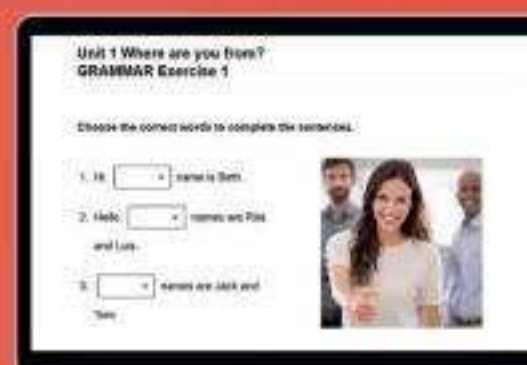 Unit 1 Where are you from?
GRAMMAR Exercise 1
Choose the correct words to complete the sentences.
1. Hi. name is Beth.
2. Hello. names are Rita
and Luis.
3. names are Jack and